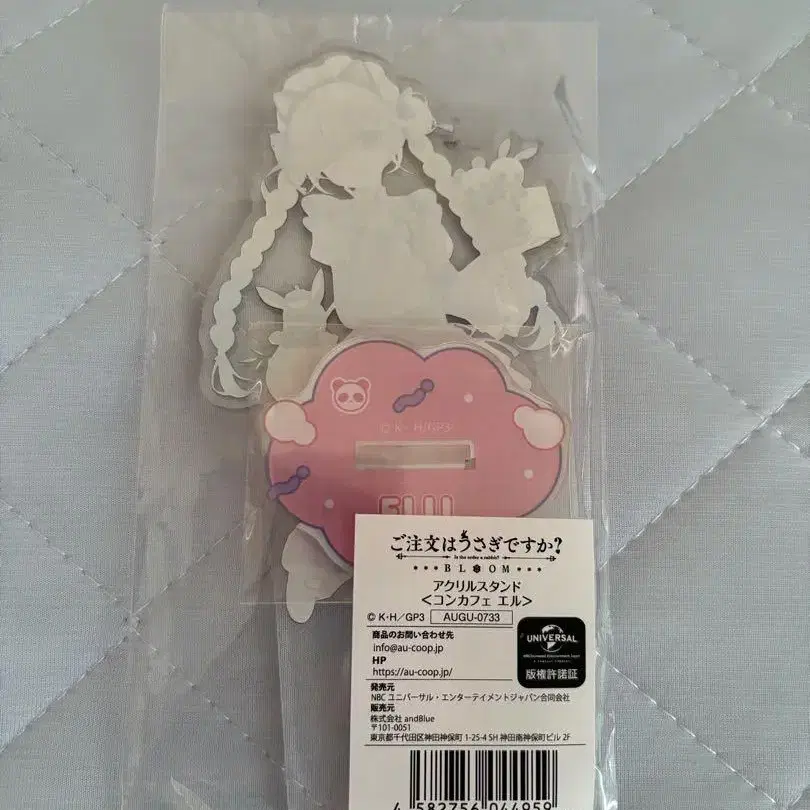 © K・H/GP3
ご注文はうさぎですか?
Is the order a rabbit?
BLOOM
アクリルスタンド
<コンカフェ エル>
© K・H/GP3 AUGU-0733
商品のお問い合わせ先
info@au-coop.jp
HP
https://au-coop.jp/
UNIVERSAL
版権許諾証
発売元
NBC ユニバーサル・エンターテイメントジャパン合同会社
販売元
株式会社 andBlue
〒101-0051
東京都千代田区神田神保町 1-25-4 SH 神田南神保町ビル 2F
4 582756 044959